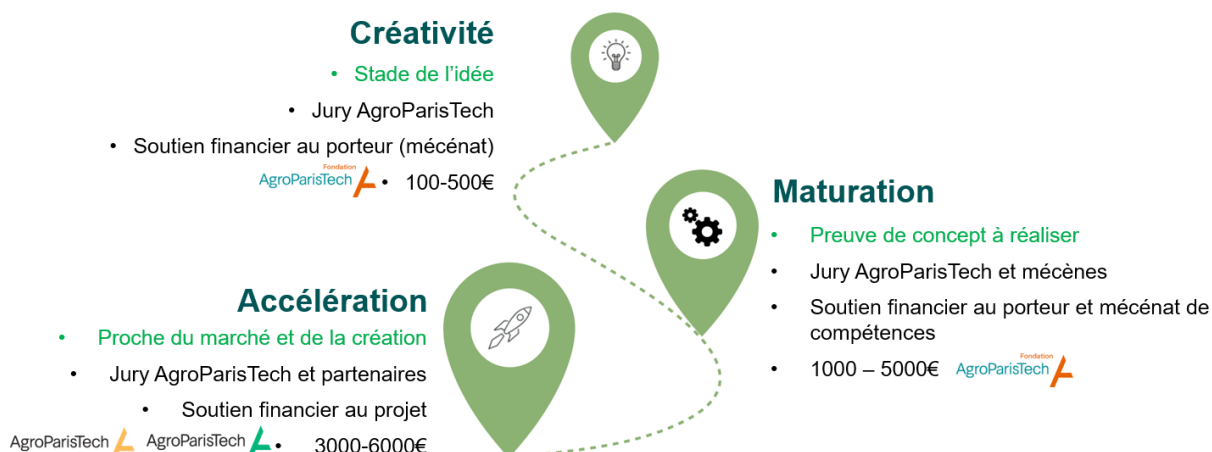 Créativité
• Stade de l’idée
• Jury AgroParisTech
• Soutien financier au porteur (mécénat)
Fondation
AgroParisTech • 100-500€
Maturation
• Preuve de concept à réaliser
• Jury AgroParisTech et mécènes
• Soutien financier au porteur et mécénat de
compétences
• 1000 – 5000€
Fondation
AgroParisTech
Accélération
• Proche du marché et de la création
• Jury AgroParisTech et partenaires
• Soutien financier au projet
AgroParisTech AgroParisTech • 3000-6000€